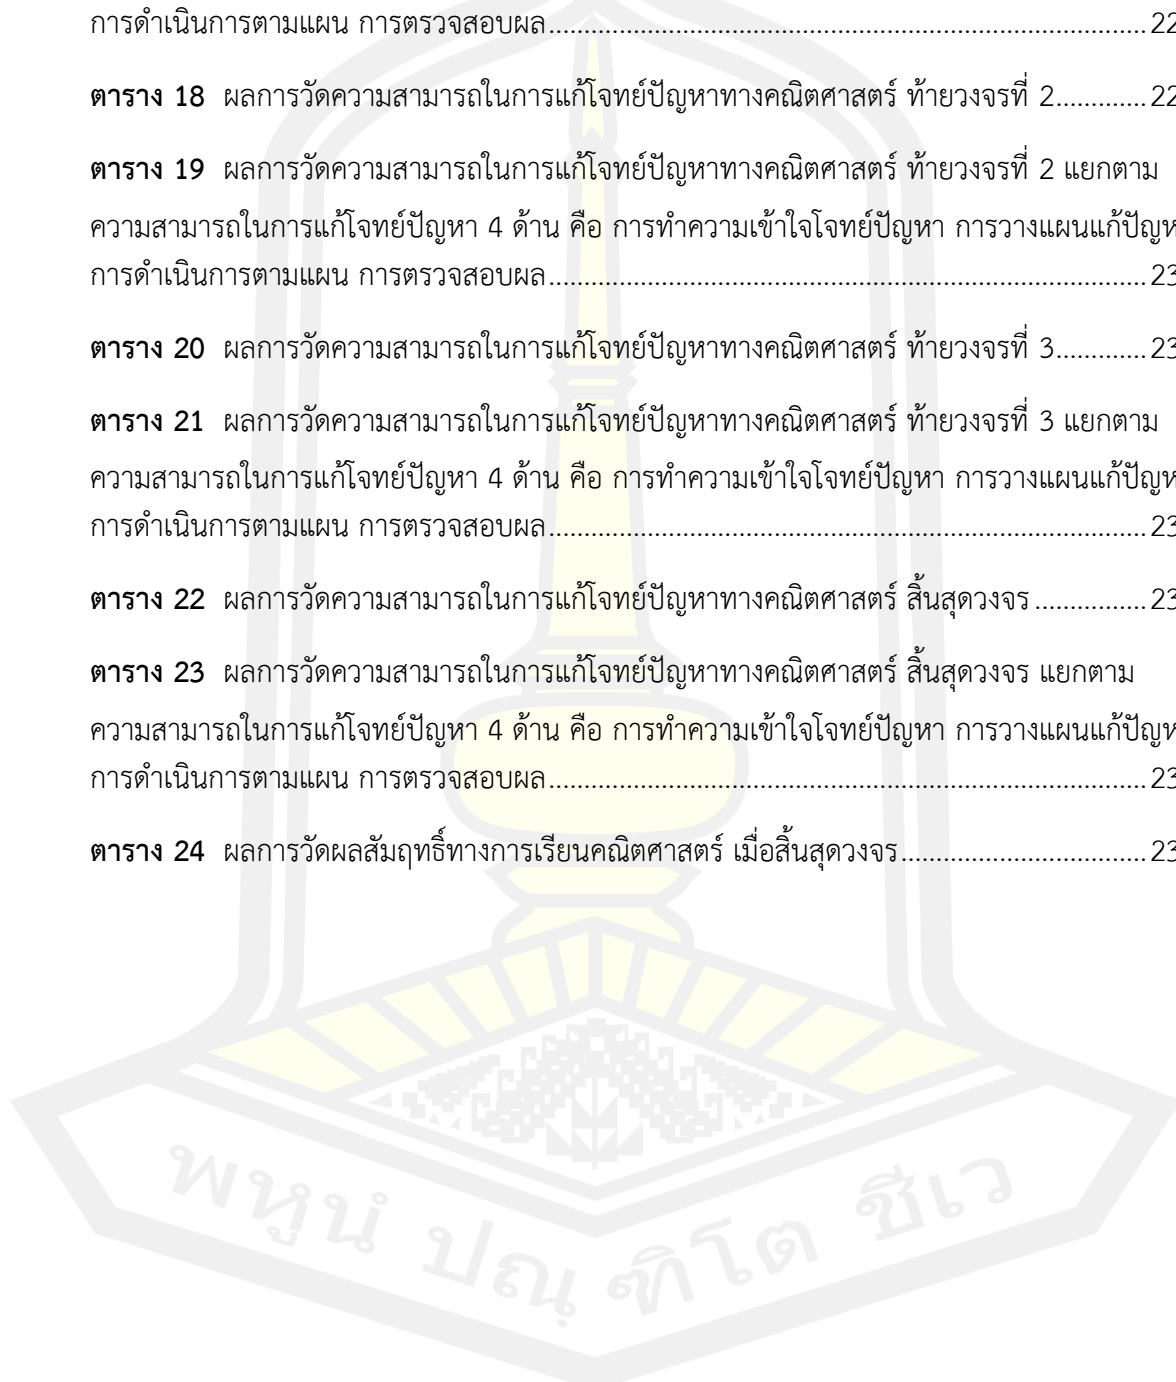 การดำเนินการตามแผน การตรวจสอบผล.......................................................................................22
ตาราง 18 ผลการวัดความสามารถในการแก้โจทย์ปัญหาทางคณิตศาสตร์ ท้ายวงจรที่ 2.............22
ตาราง 19 ผลการวัดความสามารถในการแก้โจทย์ปัญหาทางคณิตศาสตร์ ท้ายวงจรที่ 2 แยกตาม
ความสามารถในการแก้โจทย์ปัญหา 4 ด้าน คือ การทำความเข้าใจโจทย์ปัญหา การวางแผนแก้ปัญห
การดำเนินการตามแผน การตรวจสอบผล.......................................................................................23
ตาราง 20 ผลการวัดความสามารถในการแก้โจทย์ปัญหาทางคณิตศาสตร์ ท้ายวงจรที่ 3.............23
ตาราง 21 ผลการวัดความสามารถในการแก้โจทย์ปัญหาทางคณิตศาสตร์ ท้ายวงจรที่ 3 แยกตาม
ความสามารถในการแก้โจทย์ปัญหา 4 ด้าน คือ การทำความเข้าใจโจทย์ปัญหา การวางแผนแก้ปัญห
การดำเนินการตามแผน การตรวจสอบผล.......................................................................................23
ตาราง 22 ผลการวัดความสามารถในการแก้โจทย์ปัญหาทางคณิตศาสตร์ สิ้นสุดวงจร................23
ตาราง 23 ผลการวัดความสามารถในการแก้โจทย์ปัญหาทางคณิตศาสตร์ สิ้นสุดวงจร แยกตาม
ความสามารถในการแก้โจทย์ปัญหา 4 ด้าน คือ การทำความเข้าใจโจทย์ปัญหา การวางแผนแก้ปัญห
การดำเนินการตามแผน การตรวจสอบผล.......................................................................................23
ตาราง 24 ผลการวัดผลสัมฤทธิ์ทางการเรียนคณิตศาสตร์ เมื่อสิ้นสุดวงจร...................................23
พหูนํ ปณฺฑิโต ชีเว